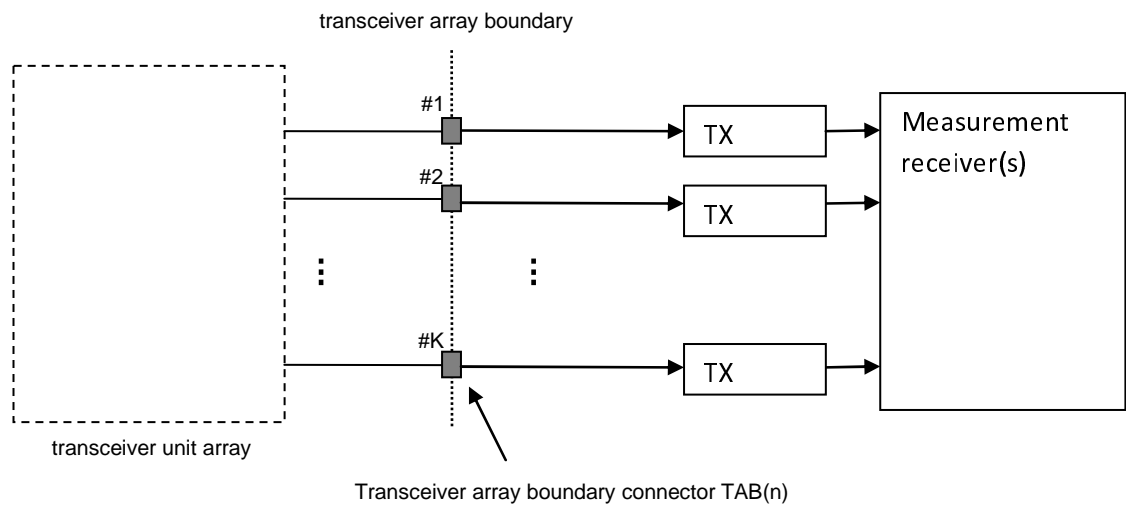 transceiver array boundary
#1
TX
Measurement
receiver(s)
#2
TX
#K
TX
transceiver unit array
Transceiver array boundary connector TAB(n)